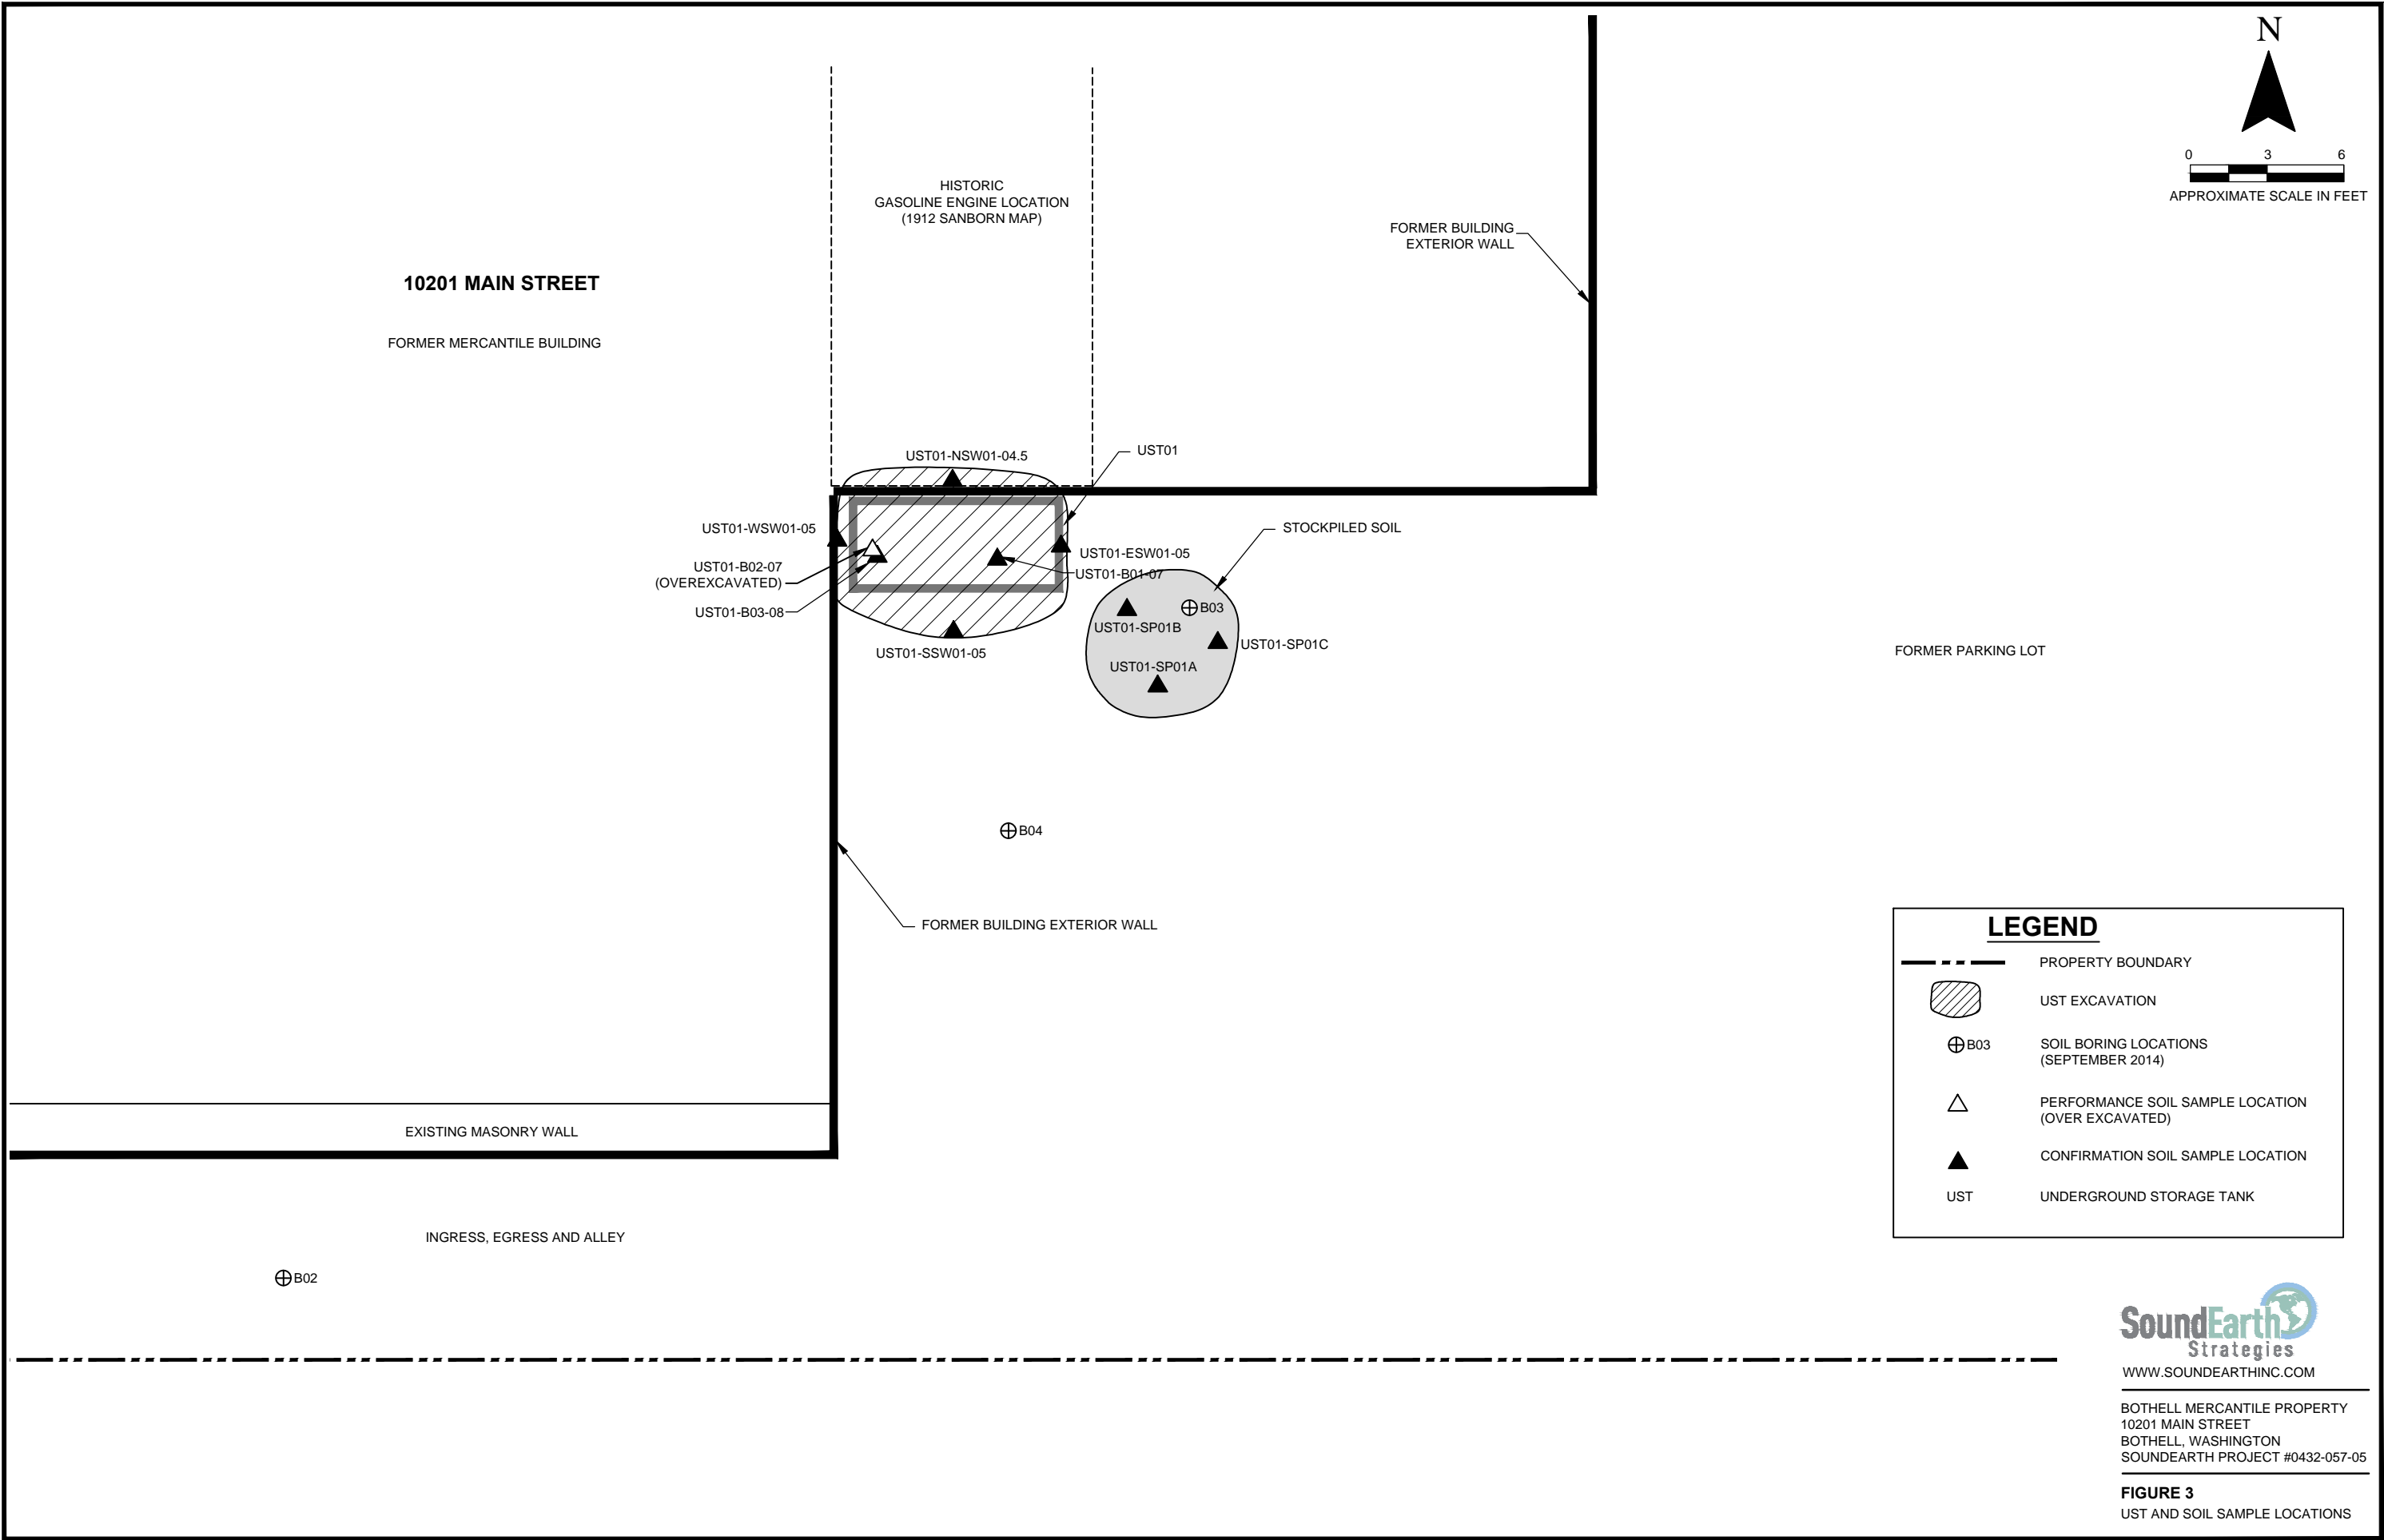 N
0 3 6
APPROXIMATE SCALE IN FEET
HISTORIC
GASOLINE ENGINE LOCATION
(1912 SANBORN MAP)
FORMER BUILDING
EXTERIOR WALL
10201 MAIN STREET
FORMER MERCANTILE BUILDING
UST01-NSW01-04.5
UST01
UST01-WSW01-05
STOCKPILED SOIL
UST01-ESW01-05
UST01-B02-07
(OVEREXCAVATED)
UST01-B01-07
UST01-B03-08
B03
UST01-SP01B
UST01-SP01C
UST01-SSW01-05
UST01-SP01A
FORMER PARKING LOT
B04
FORMER BUILDING EXTERIOR WALL
EXISTING MASONRY WALL
INGRESS, EGRESS AND ALLEY
B02
LEGEND
PROPERTY BOUNDARY
UST EXCAVATION
B03 SOIL BORING LOCATIONS
(SEPTEMBER 2014)
PERFORMANCE SOIL SAMPLE LOCATION
(OVER EXCAVATED)
CONFIRMATION SOIL SAMPLE LOCATION
UST UNDERGROUND STORAGE TANK
SoundEarth
Strategies
WWW.SOUNDEARTHINC.COM
BOTHELL MERCANTILE PROPERTY
10201 MAIN STREET
BOTHELL, WASHINGTON
SOUNDEARTH PROJECT #0432-057-05
FIGURE 3
UST AND SOIL SAMPLE LOCATIONS